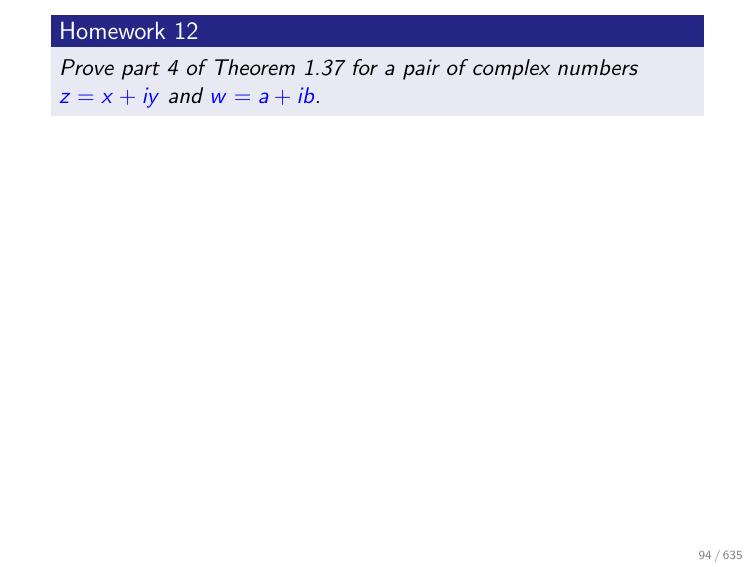 Homework 12
Prove part 4 of Theorem 1.37 for a pair of complex numbers
z = x + iy and w = a + ib.
94 / 635